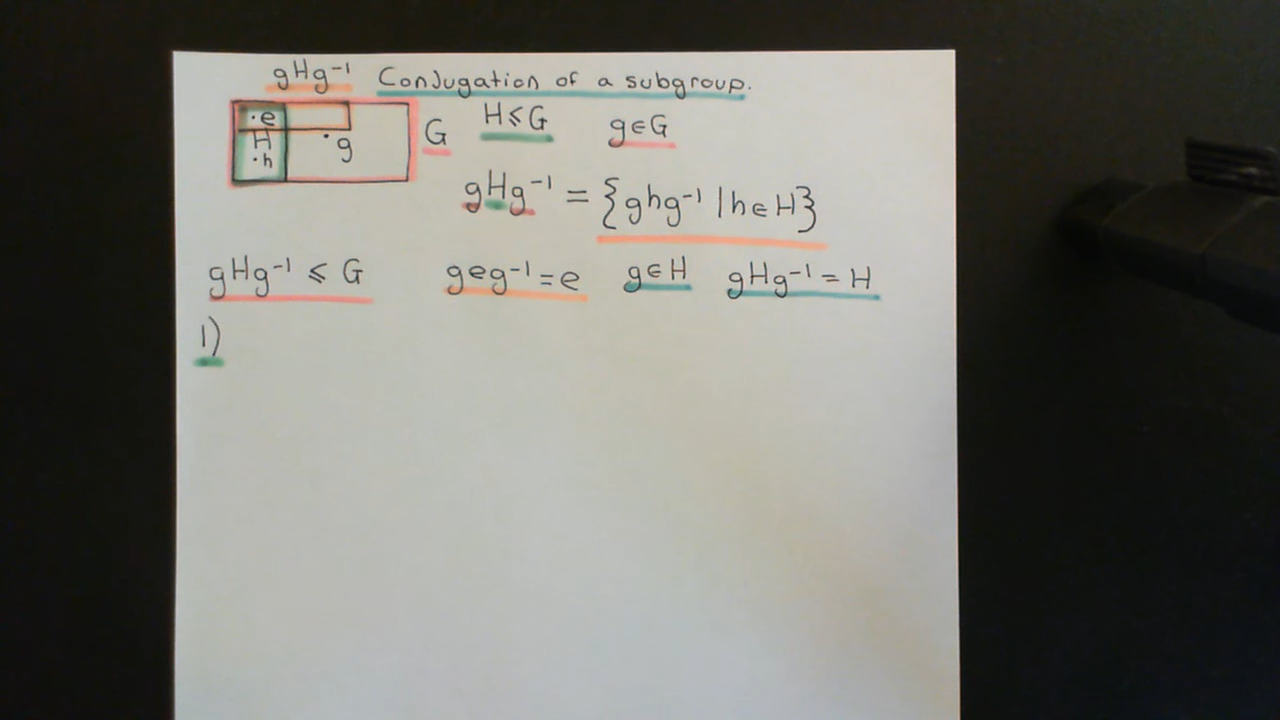 gHg⁻¹ Conjugation of a subgroup.
·e
H
·h
·g
G
H≤G g∈G
gHg⁻¹ = {ghg⁻¹ | h∈H}
gHg⁻¹ ≤ G geg⁻¹ = e g∈H gHg⁻¹ = H
1)